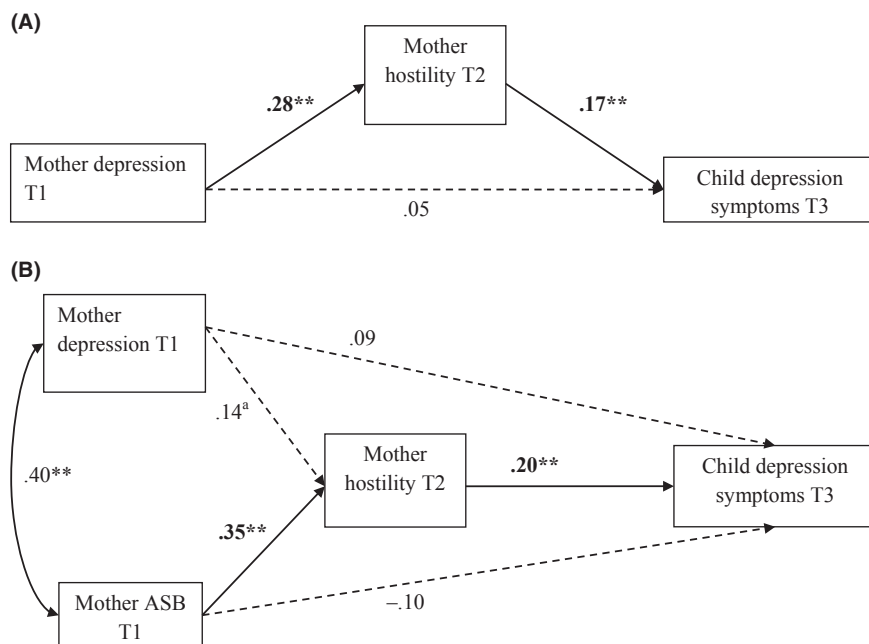 (A)
Mother
hostility T2
.28**
.17**
Mother depression
T1
Child depression
symptoms T3
.05
(B)
Mother
depression T1
.09
.14ª
Mother
hostility T2
.20**
Child depression
symptoms T3
.40**
.35**
Mother ASB
T1
–.10